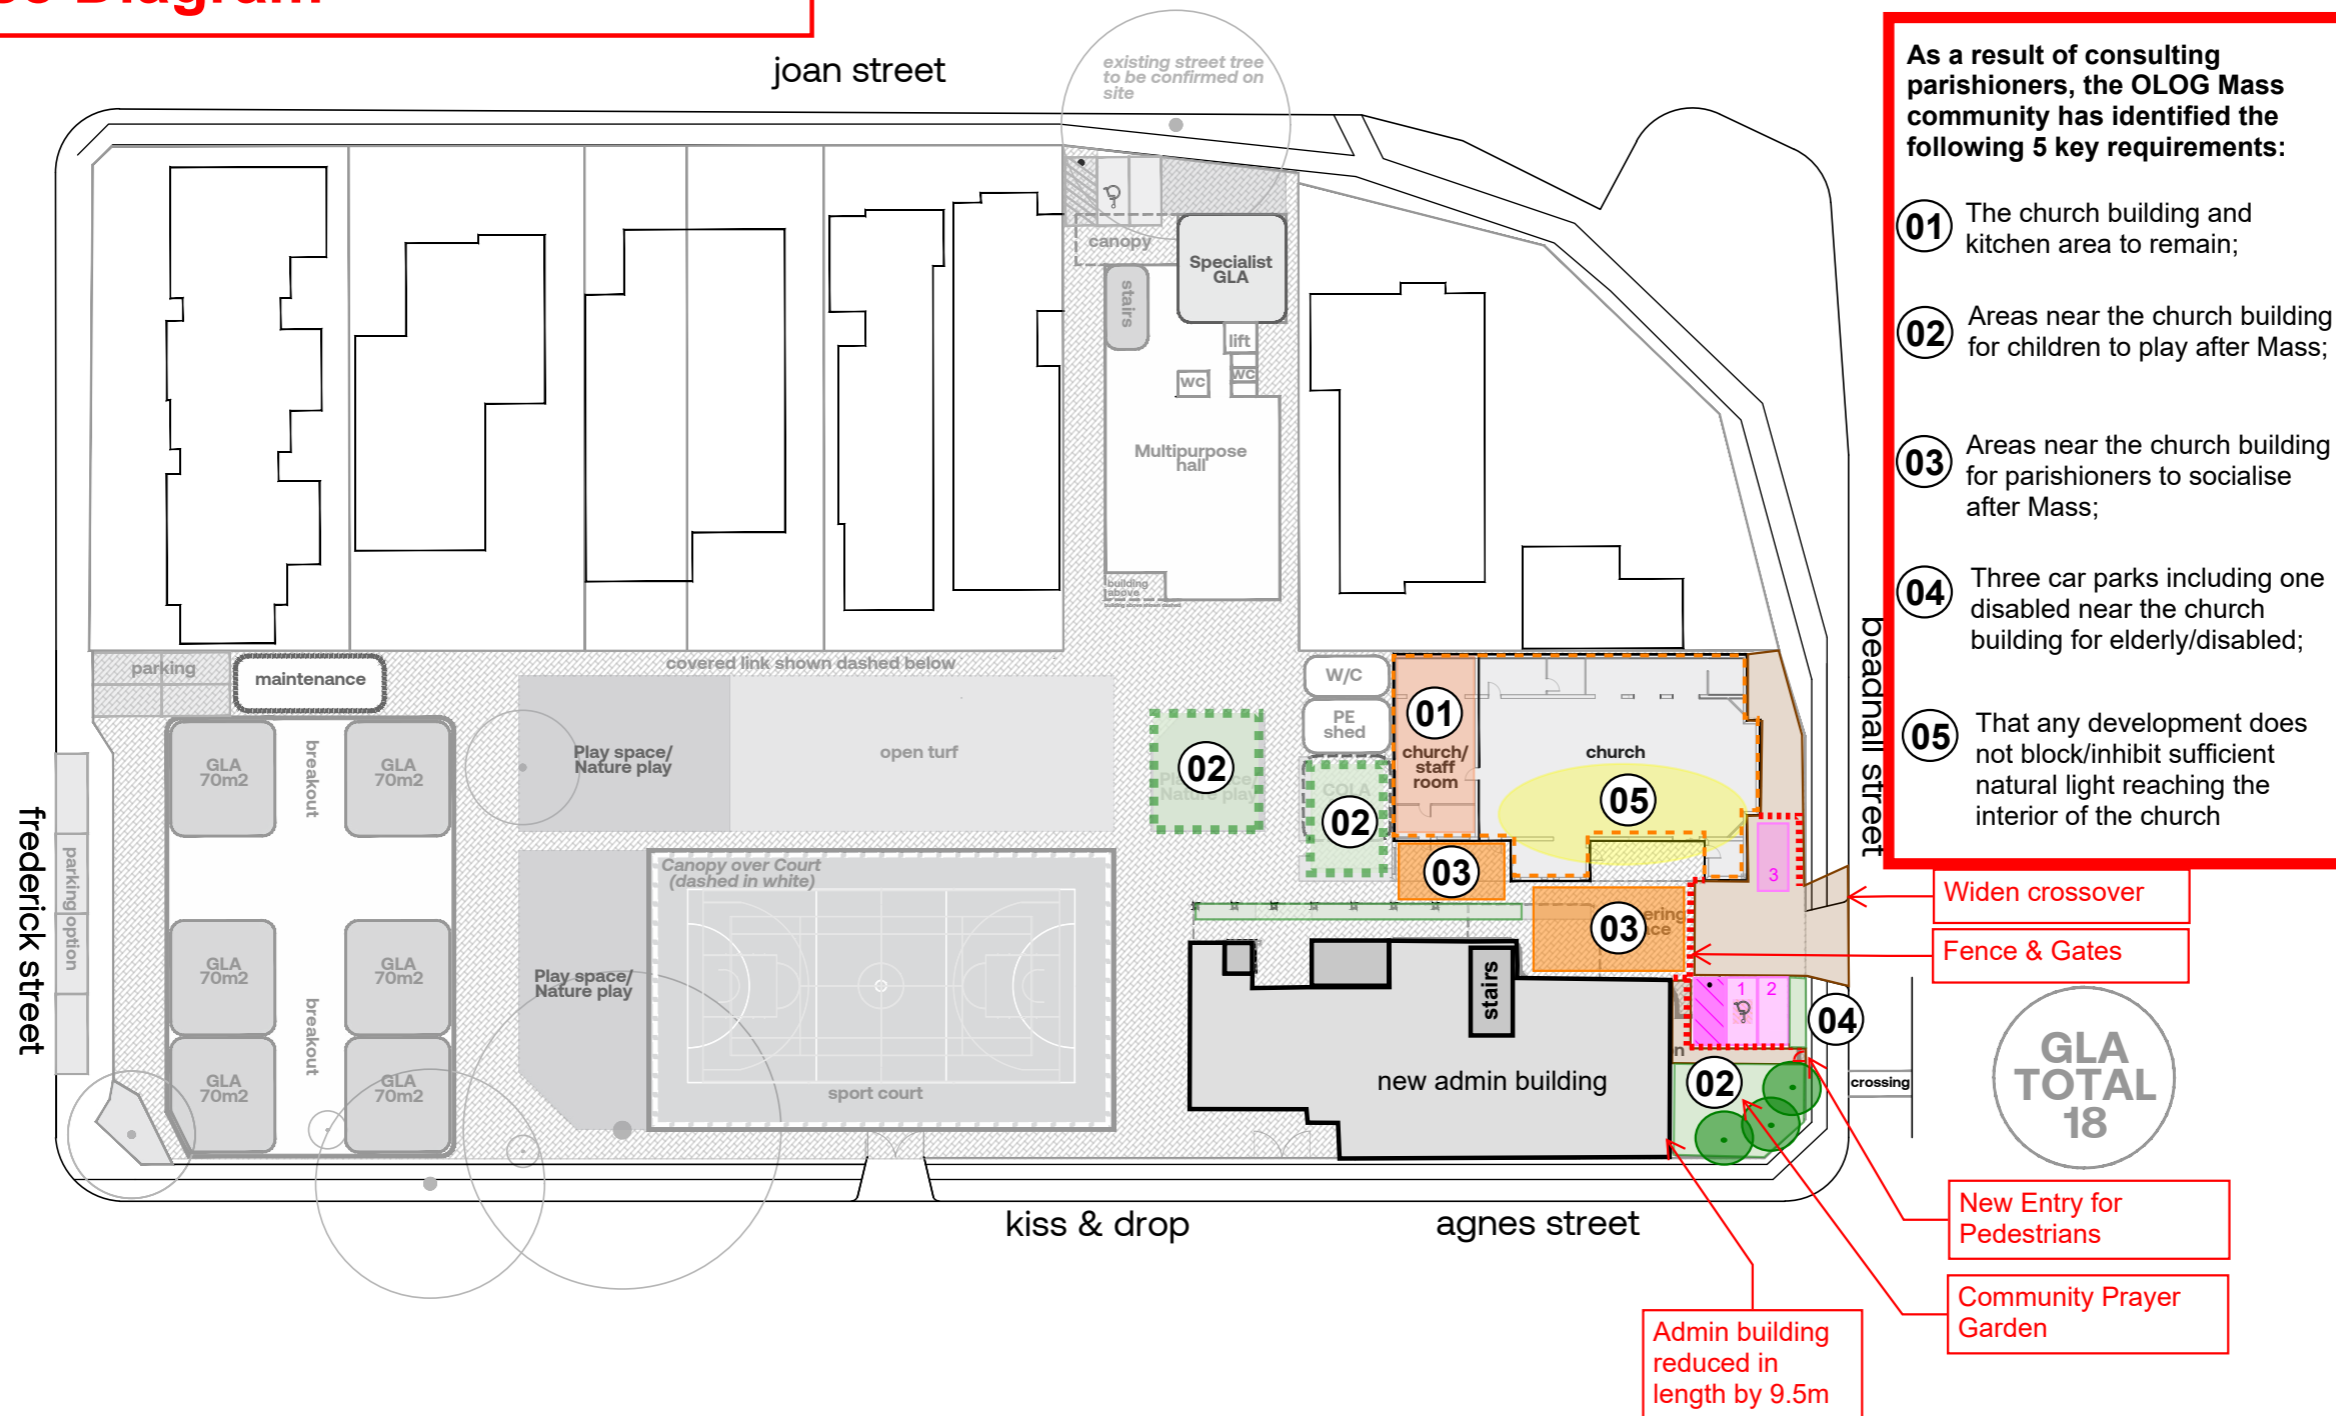 Diagram
joan street
existing street tree
to be confirmed on
site
As a result of consulting
parishioners, the OLOG Mass
community has identified the
following 5 key requirements:
01
The church building and
kitchen area to remain;
02
Areas near the church building
for children to play after Mass;
03
Areas near the church building
for parishioners to socialise
after Mass;
04
Three car parks including one
disabled near the church
building for elderly/disabled;
05
That any development does
not block/inhibit sufficient
natural light reaching the
interior of the church
canopy
Specialist
GLA
stairs
lift
WC
WC
Multipurpose
hall
building
above
beadnall street
parking
maintenance
covered link shown dashed below
W/C
PE
shed
01
church/
staff
room
church
05
GLA
70m2
breakout
GLA
70m2
Play space/
Nature play
open turf
02
Nature play
COLA
02
frederick street
parking option
Canopy over Court
(dashed in white)
03
03
3
Widen crossover
Fence & Gates
GLA
70m2
GLA
70m2
Play space/
Nature play
stairs
1
2
04
breakout
GLA
70m2
GLA
70m2
sport court
new admin building
02
crossing
GLA
TOTAL
18
kiss & drop
agnes street
New Entry for
Pedestrians
Community Prayer
Garden
Admin building
reduced in
length by 9.5m